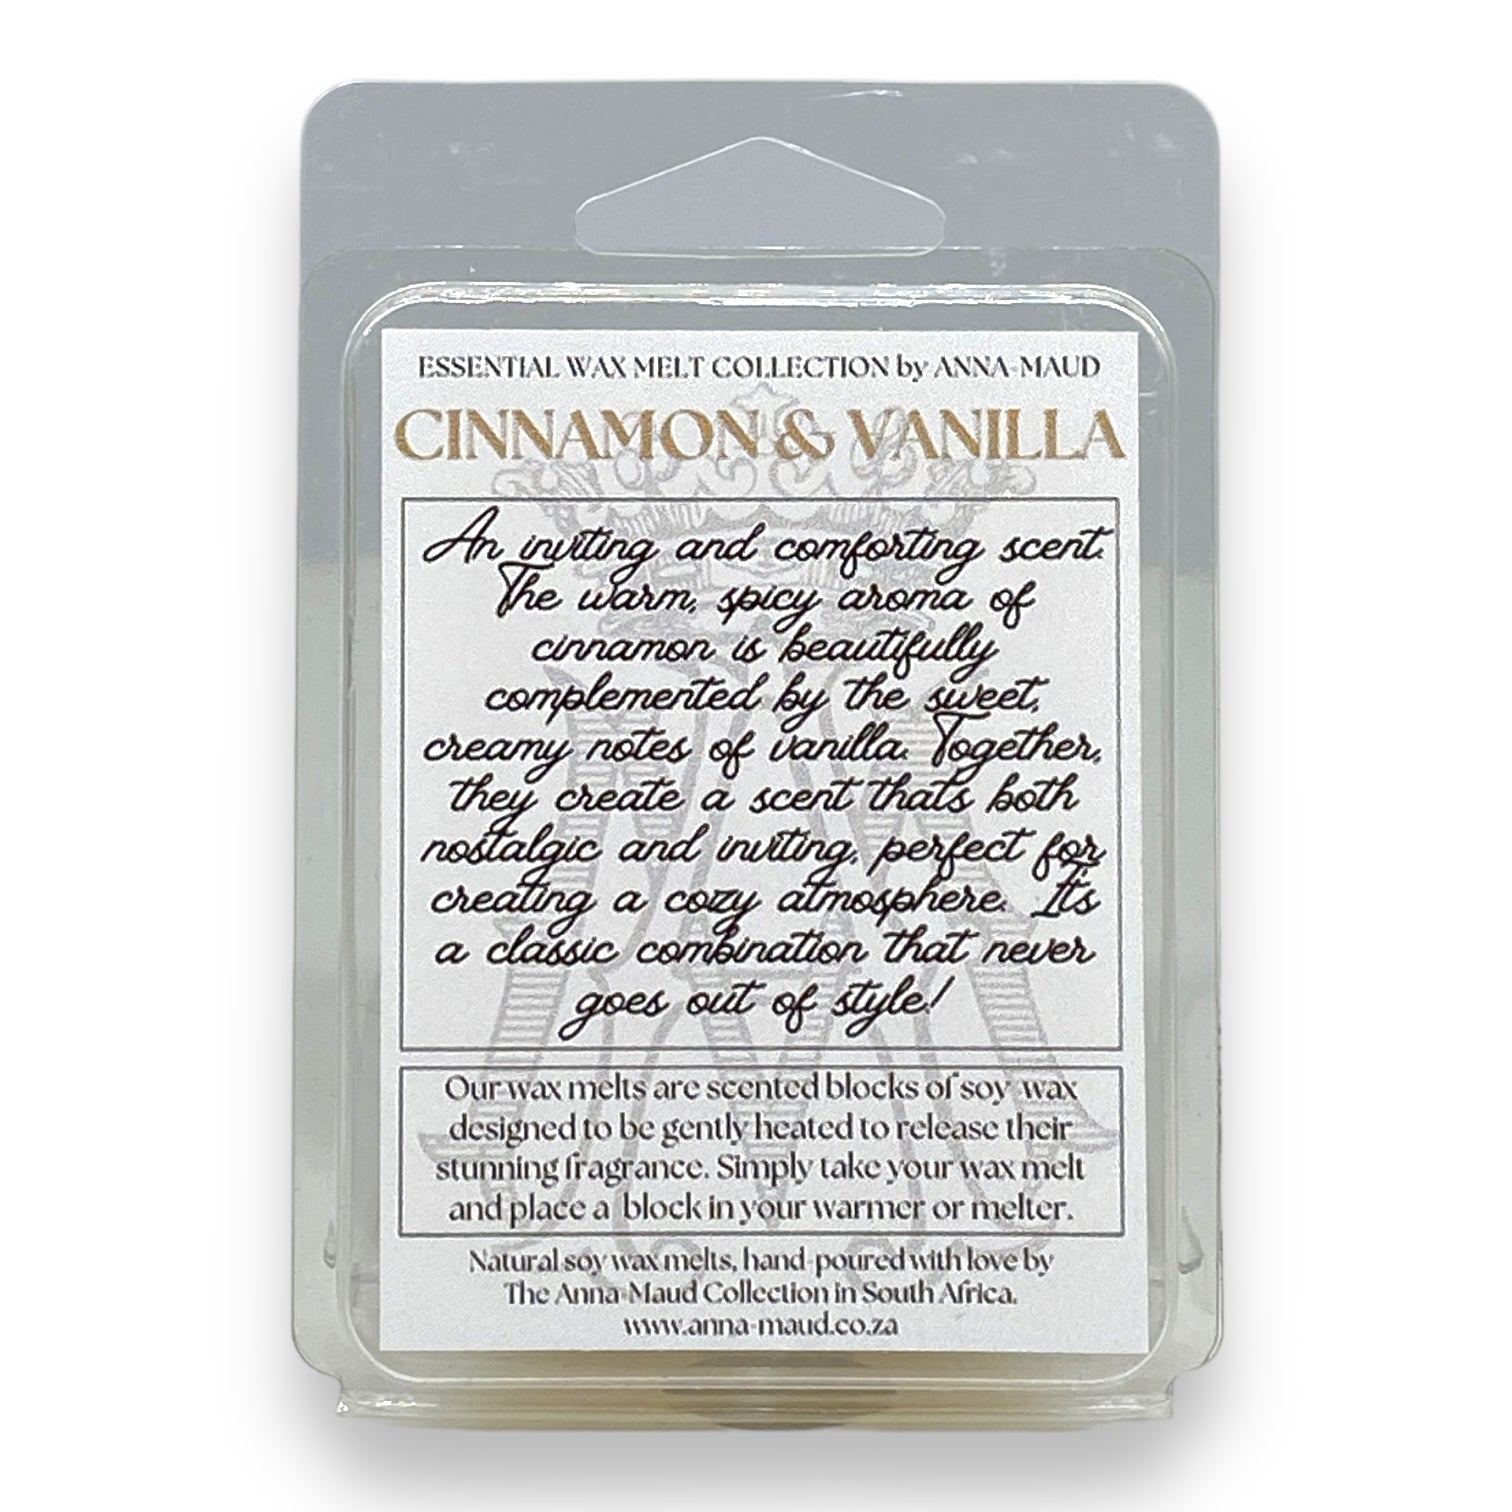 ESSENTIAL WAX MELT COLLECTION by ANNA-MAUD
CINNAMON & VANILLA
An inviting and comforting scent.
The warm, spicy aroma of
cinnamon is beautifully
complemented by the sweet,
creamy notes of vanilla. Together,
they create a scent that's both
nostalgic and inviting, perfect for
creating a cozy atmosphere. It's
a classic combination that never
goes out of style!
Our wax melts are scented blocks of soy wax
designed to be gently heated to release their
stunning fragrance. Simply take your wax melt
and place a block in your warmer or melter.
Natural soy wax melts, hand-poured with love by
The Anna-Maud Collection in South Africa.
www.anna-maud.co.za